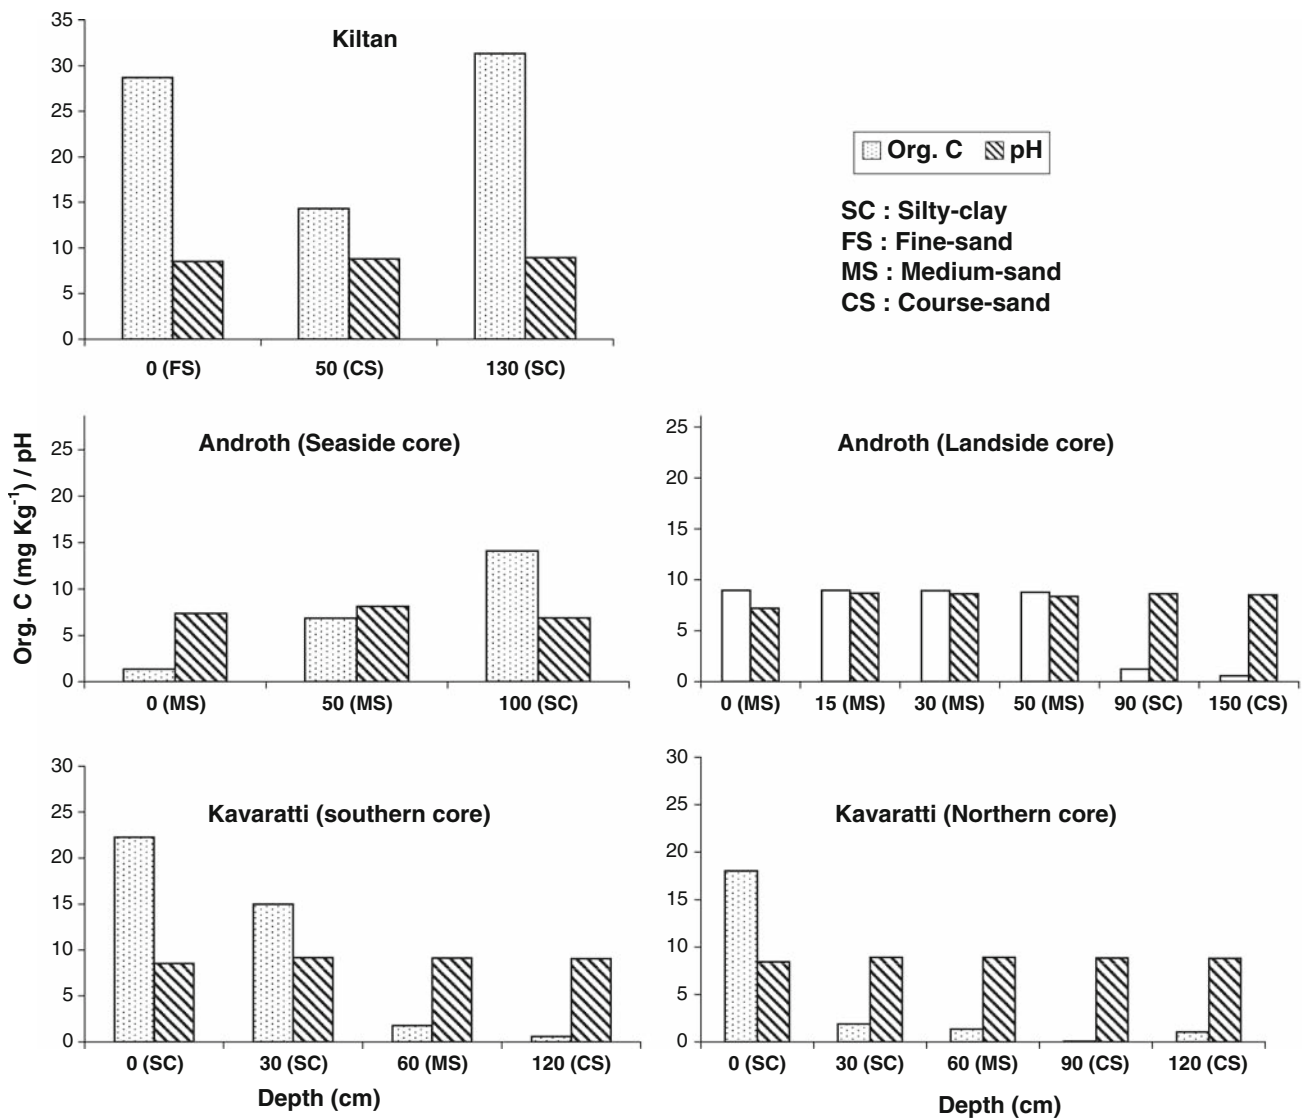 Kiltan
35
30
25
20
15
10
5
0
0 (FS) 50 (CS) 130 (SC)
Org. C pH
SC : Silty-clay
FS : Fine-sand
MS : Medium-sand
CS : Course-sand
Org. C (mg Kg⁻¹) / pH
Androth (Seaside core)
25
20
15
10
5
0
0 (MS) 50 (MS) 100 (SC)
Androth (Landside core)
25
20
15
10
5
0
0 (MS) 15 (MS) 30 (MS) 50 (MS) 90 (SC) 150 (CS)
Kavaratti (southern core)
30
25
20
15
10
5
0
0 (SC) 30 (SC) 60 (MS) 120 (CS)
Depth (cm)
Kavaratti (Northern core)
30
25
20
15
10
5
0
0 (SC) 30 (SC) 60 (MS) 90 (CS) 120 (CS)
Depth (cm)